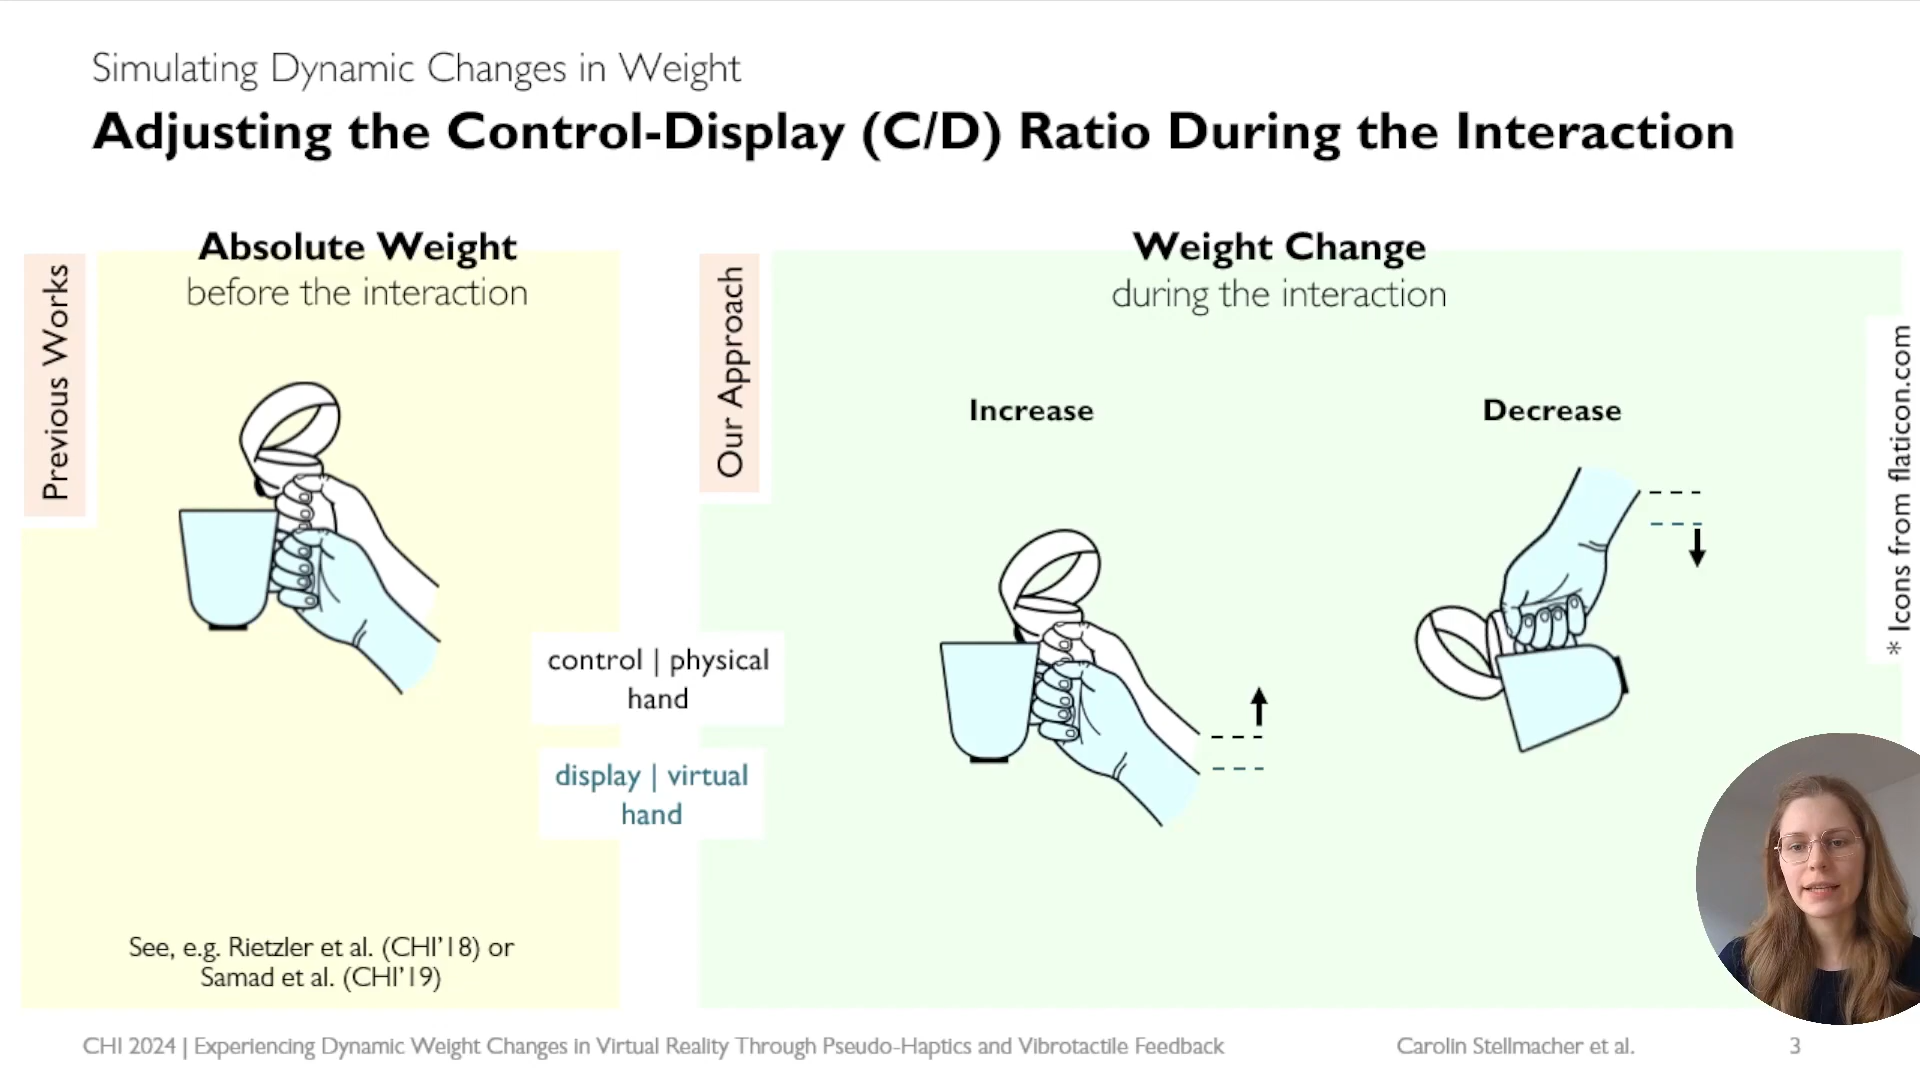 Simulating Dynamic Changes in Weight
Adjusting the Control-Display (C/D) Ratio During the Interaction
Previous Works
Absolute Weight
before the interaction
See, e.g. Rietzler et al. (CHI'18) or
Samad et al. (CHI'19)
control | physical
hand
display | virtual
hand
Our Approach
Weight Change
during the interaction
Increase
Decrease
* Icons from flaticon.com
CHI 2024 | Experiencing Dynamic Weight Changes in Virtual Reality Through Pseudo-Haptics and Vibrotactile Feedback
Carolin Stellmacher et al.
3